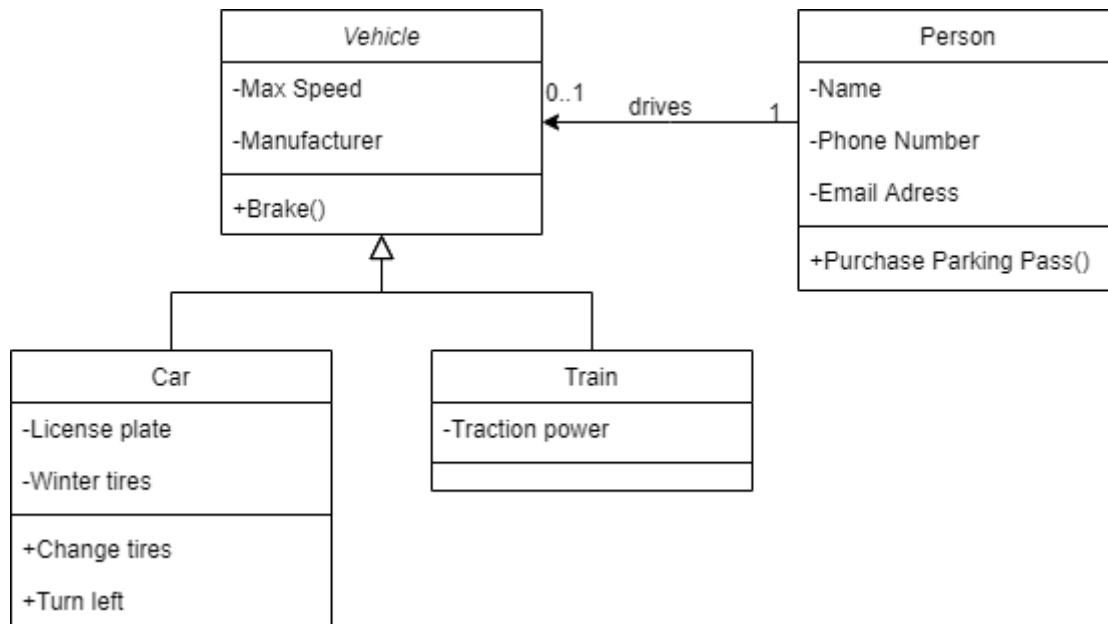 Vehicle
-Max Speed
-Manufacturer
+Brake()
0..1
drives
1
Person
-Name
-Phone Number
-Email Adress
+Purchase Parking Pass()
Car
-License plate
-Winter tires
+Change tires
+Turn left
Train
-Traction power